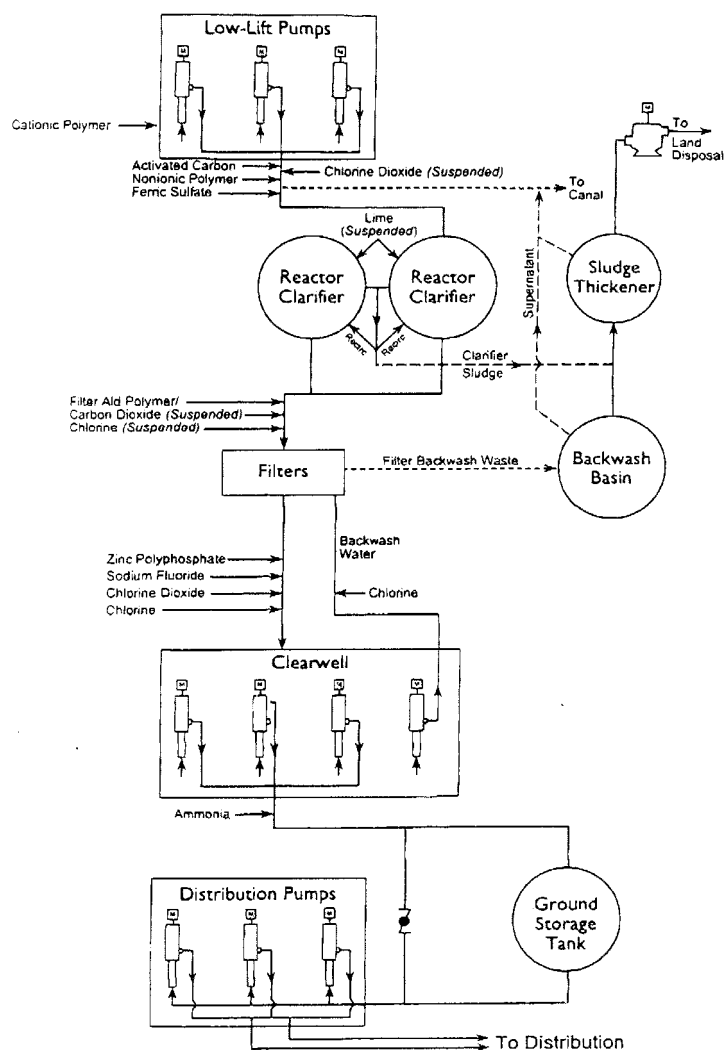 Low-Lift Pumps
M
M
M
Cationic Polymer
To
Land
Disposal
M
Activated Carbon
Nonionic Polymer
Ferric Sulfate
Chlorine Dioxide (Suspended)
To
Canal
Lime
(Suspended)
Reactor
Clarifier
Reactor
Clarifier
Recirc
Recirc
Supernatant
Sludge
Thickener
Clarifier
Sludge
Filter Aid Polymer/
Carbon Dioxide (Suspended)
Chlorine (Suspended)
Filters
Filter Backwash Waste
Backwash
Basin
Backwash
Water
Zinc Polyphosphate
Sodium Fluoride
Chlorine Dioxide
Chlorine
Chlorine
Clearwell
M
M
M
M
Ammonia
Distribution Pumps
M
M
M
Ground
Storage
Tank
To Distribution